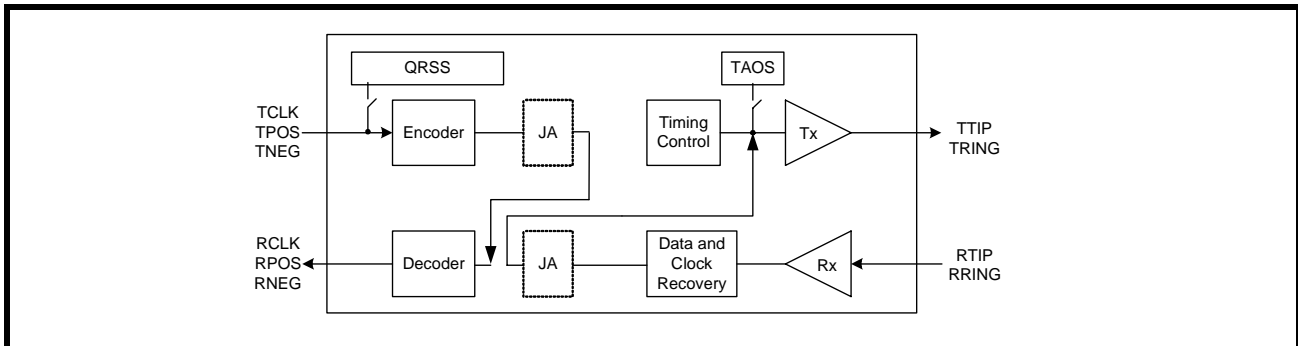 QRSS
TAOS
TCLK
TPOS
TNEG
Encoder
JA
Timing
Control
Tx
TTIP
TRING
RCLK
RPOS
RNEG
Decoder
JA
Data and
Clock
Recovery
Rx
RTIP
RRING